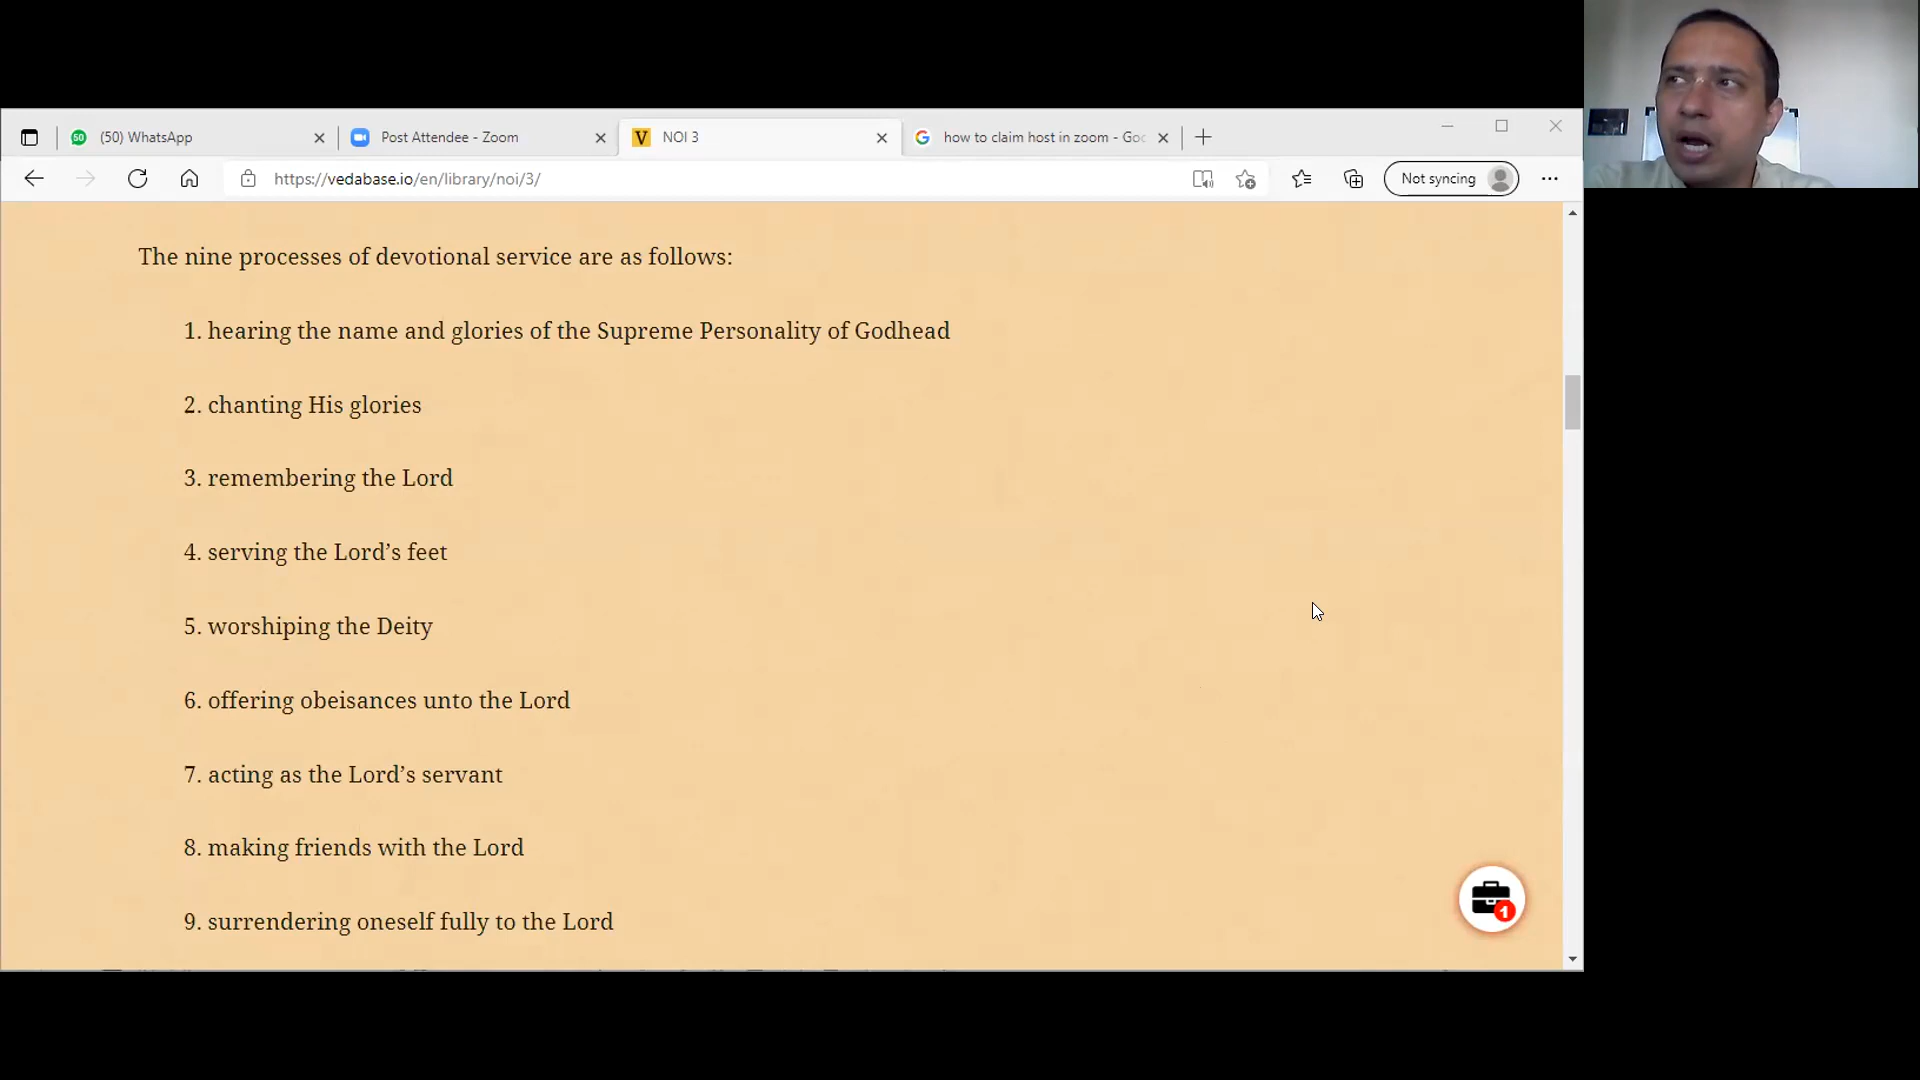 (50) WhatsApp
Post Attendee - Zoom
NOI 3
how to claim host in zoom - Goo
https://vedabase.io/en/library/noi/3/
Not syncing
The nine processes of devotional service are as follows:
1. hearing the name and glories of the Supreme Personality of Godhead
2. chanting His glories
3. remembering the Lord
4. serving the Lord’s feet
5. worshiping the Deity
6. offering obeisances unto the Lord
7. acting as the Lord’s servant
8. making friends with the Lord
1
9. surrendering oneself fully to the Lord